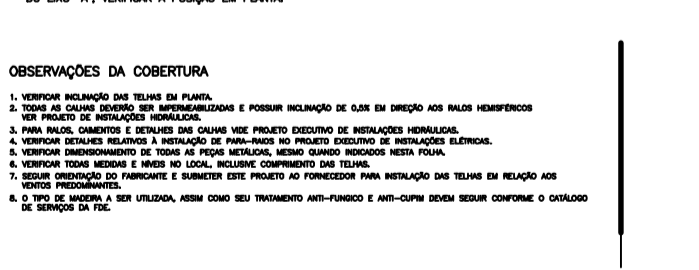 DO EIXO "A", VERIFICAR A POSIÇÃO EM PLANTA.
OBSERVAÇÕES DA COBERTURA
1. VERIFICAR INCLINAÇÃO DAS TELHAS EM PLANTA.
2. TODAS AS CALHAS DEVERÃO SER IMPERMEABILIZADAS E POSSUIR INCLINAÇÃO DE 0,5% EM DIREÇÃO AOS RALOS HEMISFÉRICOS
VER PROJETO DE INSTALAÇÕES HIDRÁULICAS.
3. PARA RALOS, CAIMENTOS E DETALHES DAS CALHAS VIDE PROJETO EXECUTIVO DE INSTALAÇÕES HIDRÁULICAS.
4. VERIFICAR DETALHES RELATIVOS À INSTALAÇÃO DE PARA-RAIOS NO PROJETO EXECUTIVO DE INSTALAÇÕES ELÉTRICAS.
5. VERIFICAR DIMENSIONAMENTO DE TODAS AS PEÇAS METÁLICAS, MESMO QUANDO INDICADOS NESTA FOLHA.
6. VERIFICAR TODAS MEDIDAS E NÍVEIS NO LOCAL, INCLUSIVE COMPRIMENTO DAS TELHAS.
7. SEGUIR ORIENTAÇÃO DO FABRICANTE E SUBMETER ESTE PROJETO AO FORNECEDOR PARA INSTALAÇÃO DAS TELHAS EM RELAÇÃO AOS
VENTOS PREDOMINANTES.
8. O TIPO DE MADEIRA A SER UTILIZADA, ASSIM COMO SEU TRATAMENTO ANTI-FUNGICO E ANTI-CUPIM DEVEM SEGUIR CONFORME O CATÁLOGO
DE SERVIÇOS DA FDE.